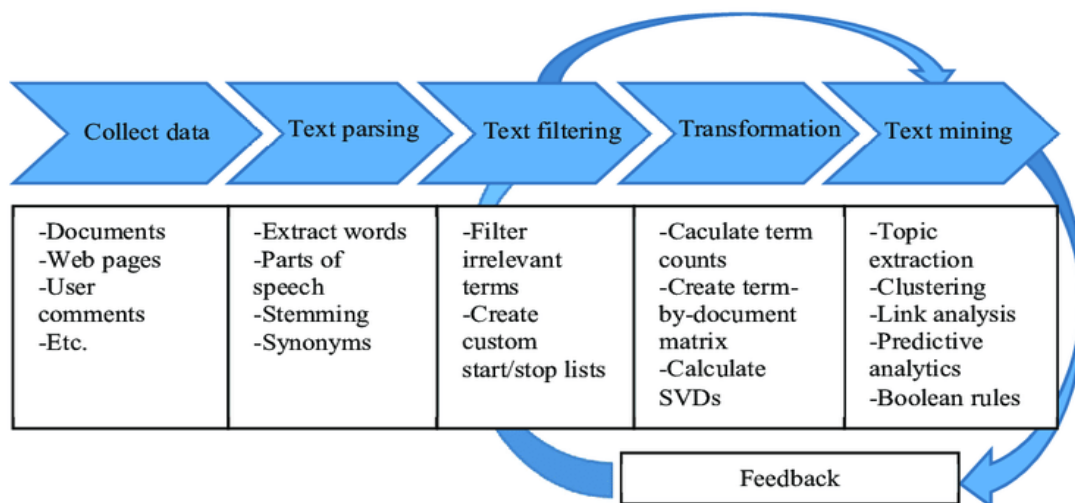 Collect data
Text parsing
Text filtering
Transformation
Text mining
-Documents
-Web pages
-User
comments
-Etc.
-Extract words
-Parts of
speech
-Stemming
-Synonyms
-Filter
irrelevant
terms
-Create
custom
start/stop lists
-Caculate term
counts
-Create term-
by-document
matrix
-Calculate
SVDs
-Topic
extraction
-Clustering
-Link analysis
-Predictive
analytics
-Boolean rules
Feedback